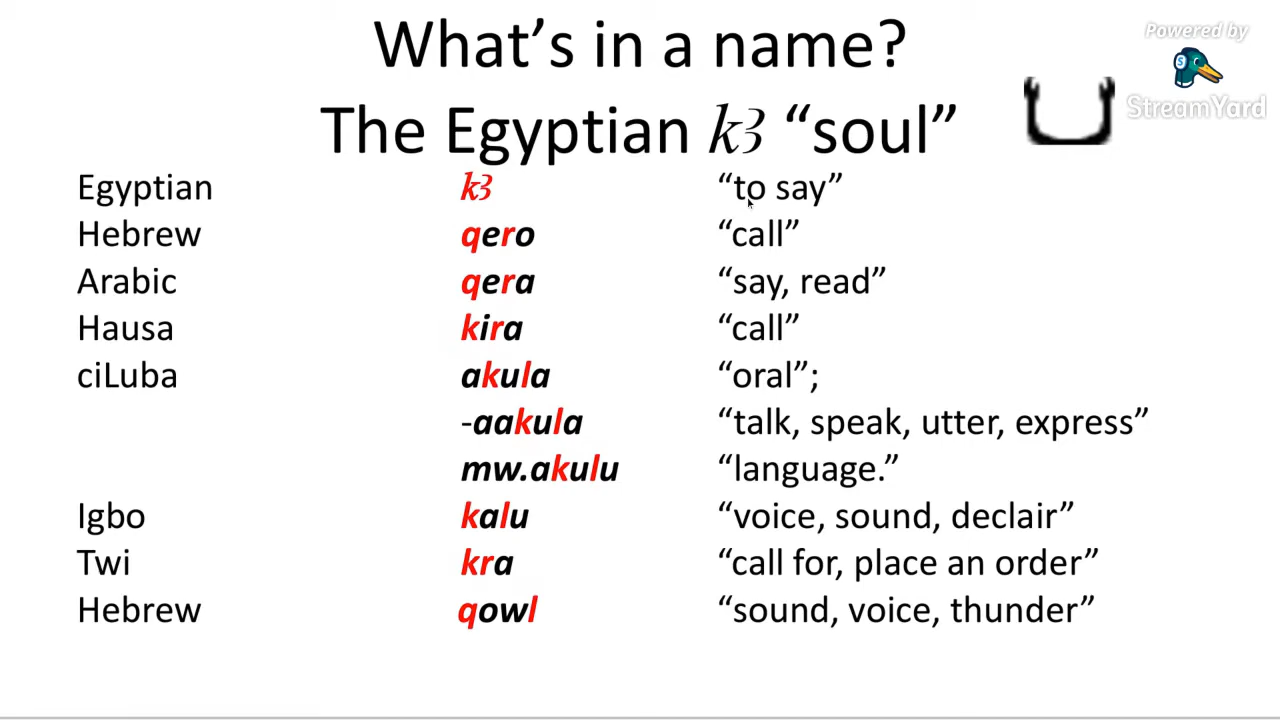 What’s in a name?
Powered by
StreamYard
The Egyptian kȝ “soul”
Egyptian kȝ “to say”
Hebrew qero “call”
Arabic qera “say, read”
Hausa kira “call”
ciLuba akula “oral”;
-aakula “talk, speak, utter, express”
mw.akulu “language.”
Igbo kalu “voice, sound, declair”
Twi kra “call for, place an order”
Hebrew qowl “sound, voice, thunder”